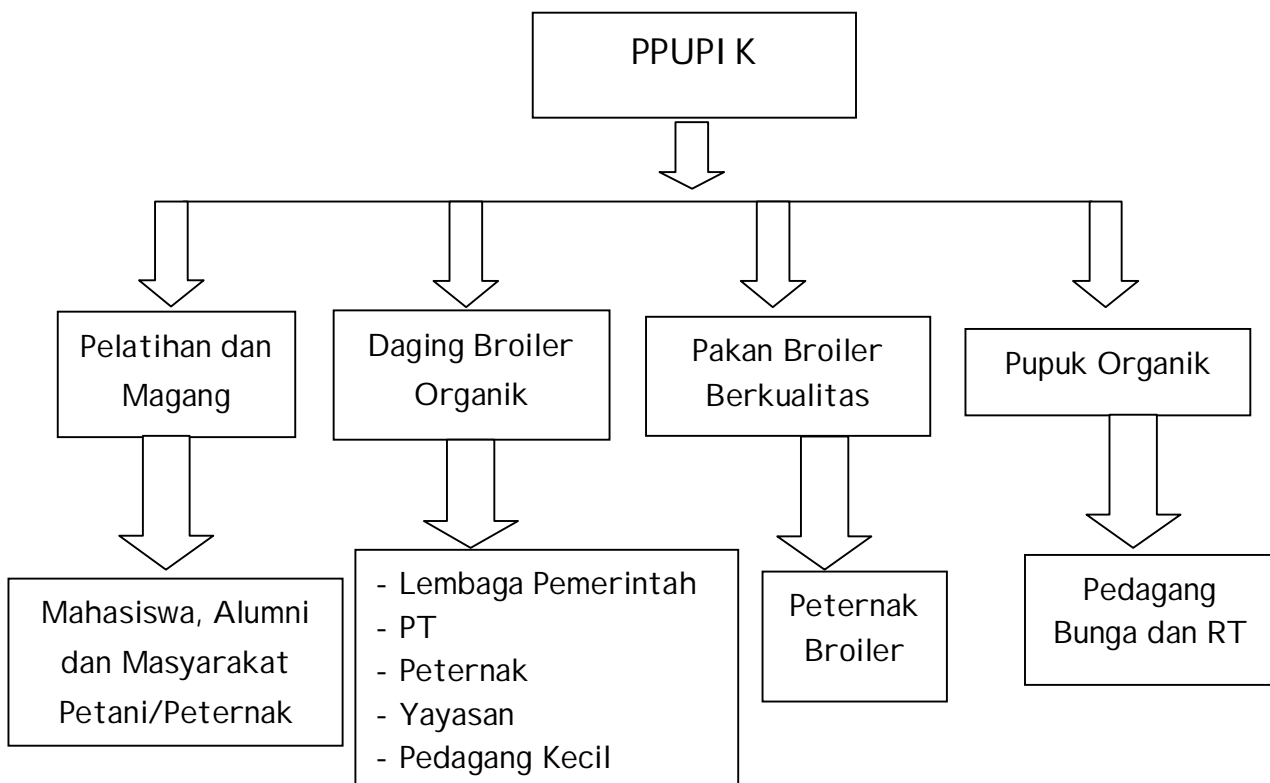 PPUPI K
Pelatihan dan
Magang
Daging Broiler
Organik
Pakan Broiler
Berkualitas
Pupuk Organik
Mahasiswa, Alumni
dan Masyarakat
Petani/Peternak
- Lembaga Pemerintah
- PT
- Peternak
- Yayasan
- Pedagang Kecil
Peternak
Broiler
Pedagang
Bunga dan RT